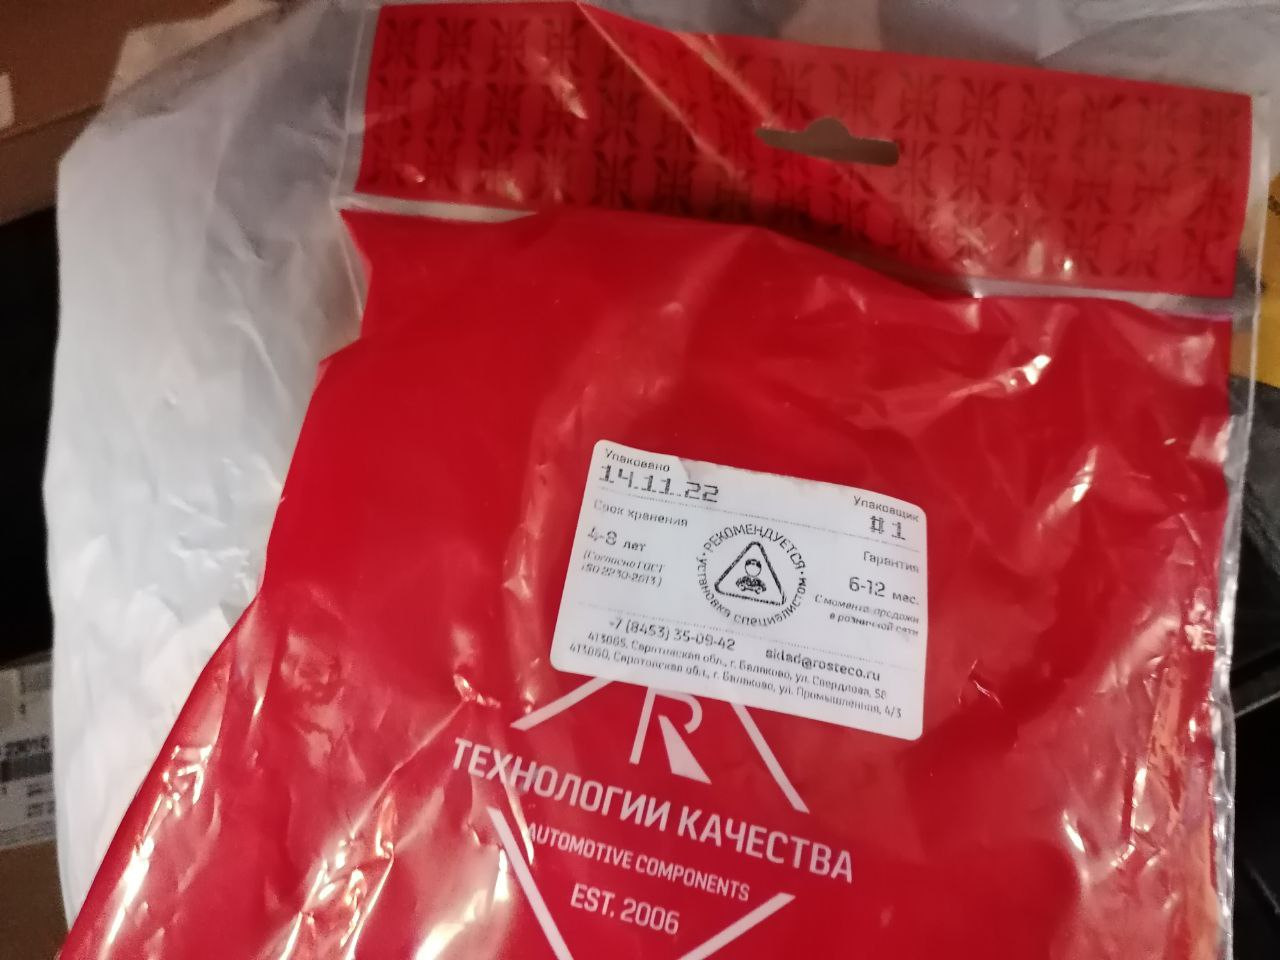 Упаковано
14.11.22
Упаковщик
# 1
Срок хранения
4-8 лет
(Согласно ГОСТ
ISO 2230-2013)
РЕКОМЕНДУЕТСЯ
УСТАНОВКА СПЕЦИАЛИСТОМ
Гарантия
6-12 мес.
С момента продажи
в розничной сети
+7 (8453) 35-09-42
sklad@rosteco.ru
413865, Саратовская обл., г. Балаково, ул. Свердлова, 58
413860, Саратовская обл., г. Балаково, ул. Промышленная, 4/3
R
ТЕХНОЛОГИИ КАЧЕСТВА
AUTOMOTIVE COMPONENTS
EST. 2006